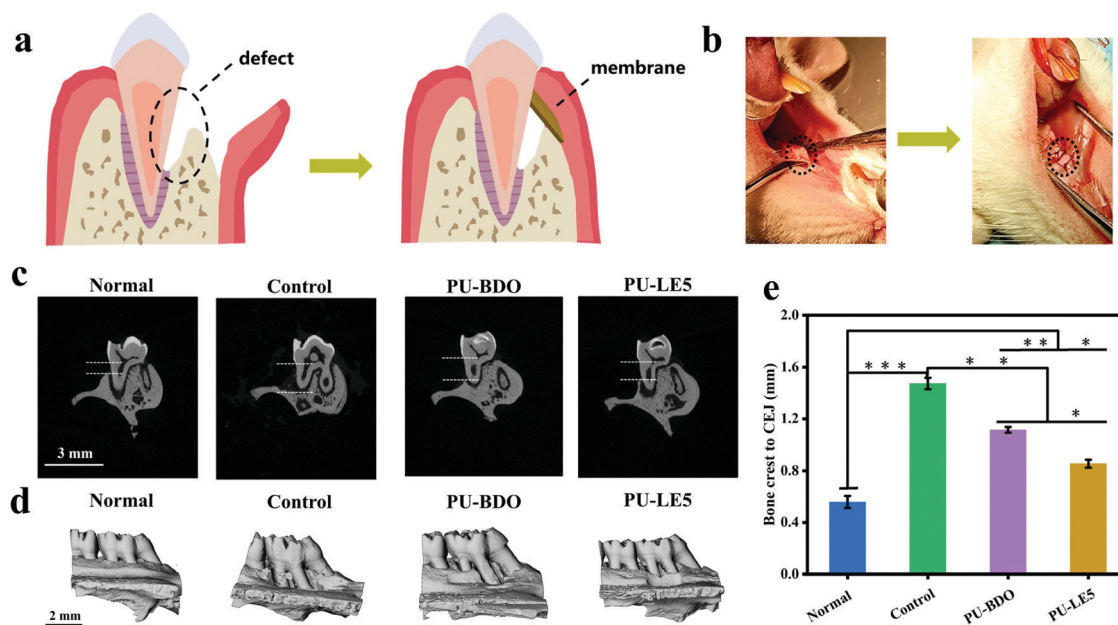 a
defect
membrane
b
c
Normal
Control
PU-BDO
PU-LE5
3 mm
d
Normal
Control
PU-BDO
PU-LE5
2 mm
e
Bone crest to CEJ (mm)
2.0
1.6
1.2
0.8
0.4
0.0
* * *
* *
*
* *
*
Normal
Control
PU-BDO
PU-LE5